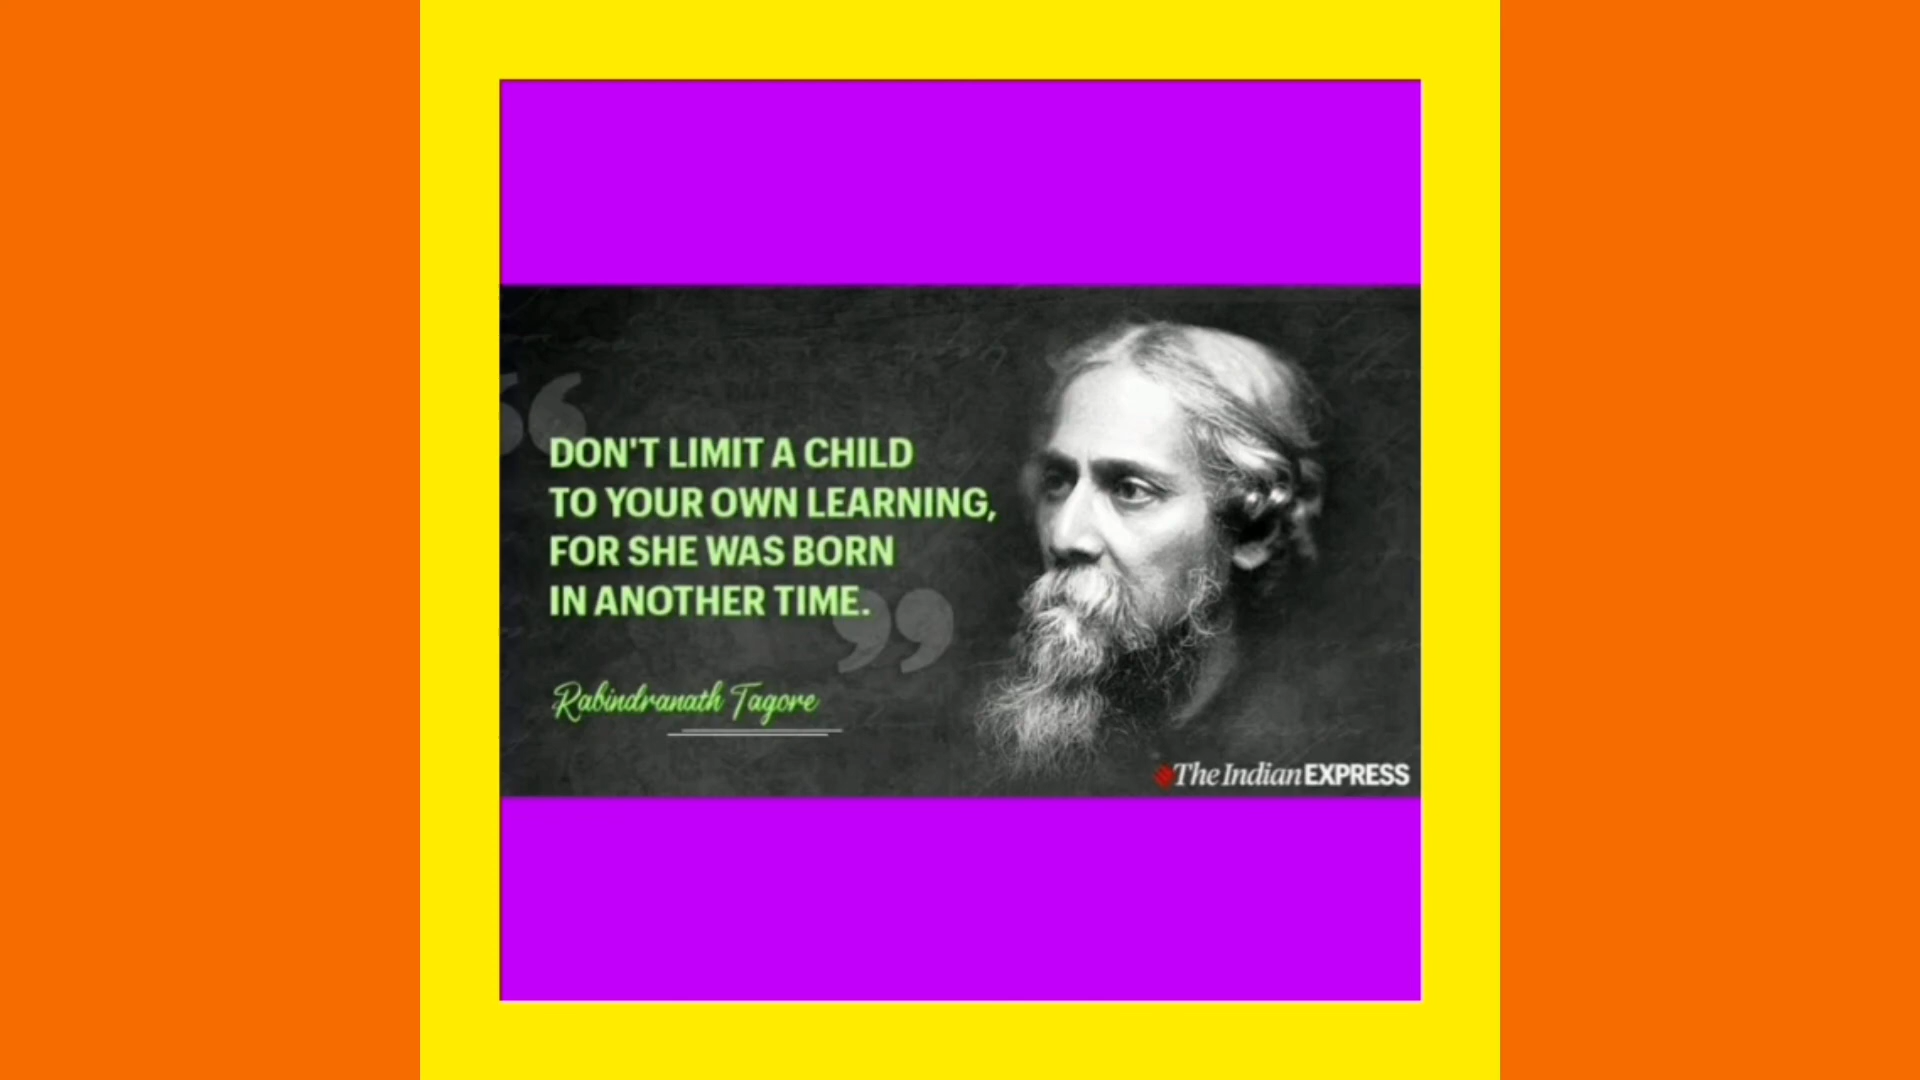 DON'T LIMIT A CHILD
TO YOUR OWN LEARNING,
FOR SHE WAS BORN
IN ANOTHER TIME.
Rabindranath Tagore
The Indian EXPRESS